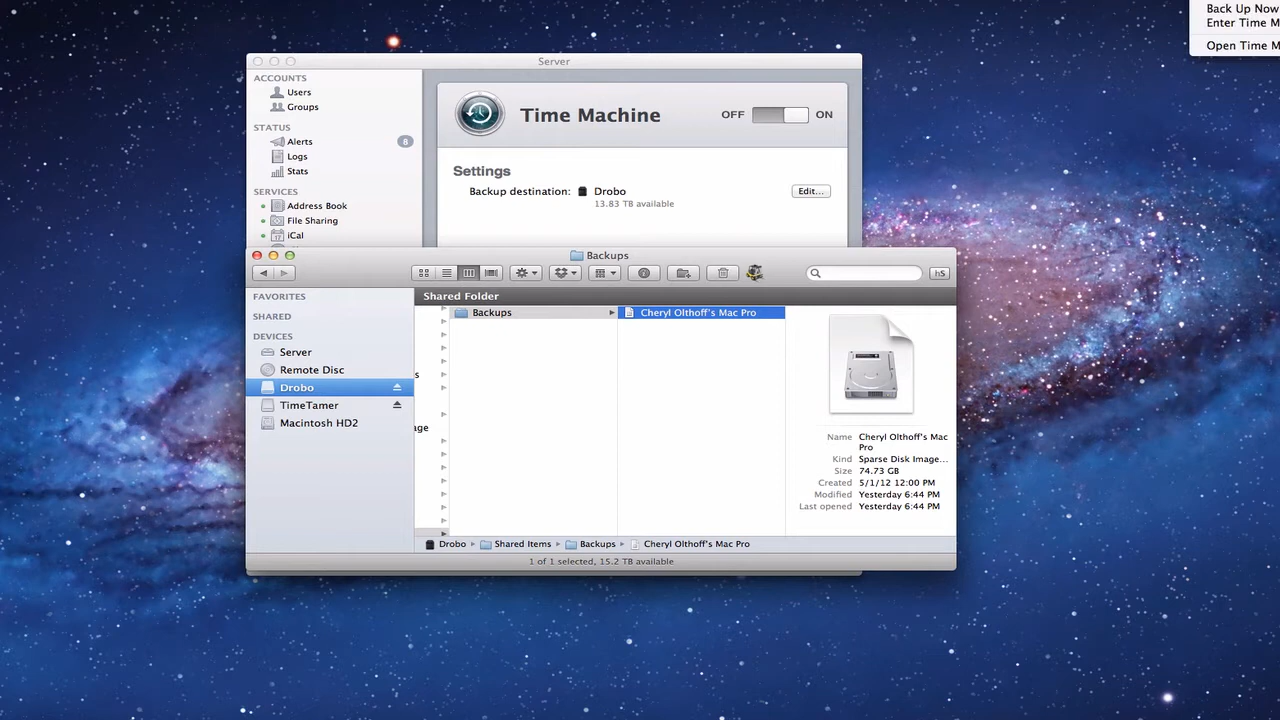 Back Up Now
Enter Time M
Open Time M
Server
ACCOUNTS
Users
Groups
STATUS
Alerts 8
Logs
Stats
SERVICES
Address Book
File Sharing
iCal
Time Machine OFF ON
Settings
Backup destination: Drobo
13.83 TB available
Edit...
Backups
hS
FAVORITES
SHARED
DEVICES
Server
Remote Disc
Drobo
TimeTamer
Macintosh HD2
Shared Folder
s
age
Backups
Cheryl Olthoff's Mac Pro
Name Cheryl Olthoff's Mac
Pro
Kind Sparse Disk Image...
Size 74.73 GB
Created 5/1/12 12:00 PM
Modified Yesterday 6:44 PM
Last opened Yesterday 6:44 PM
Drobo Shared Items Backups Cheryl Olthoff's Mac Pro
1 of 1 selected, 15.2 TB available